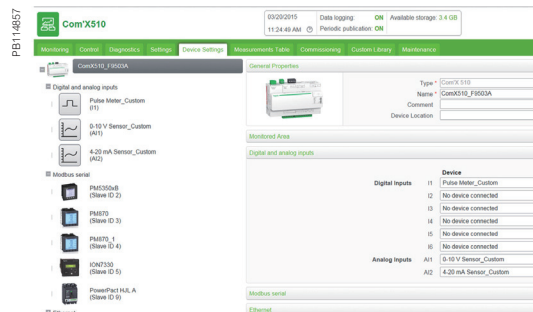 PB114857
Com'X510
03/20/2015
11:24:49 AM
Data logging: ON
Periodic publication: ON
Available storage: 3.4 GB
Monitoring Control Diagnostics Settings Device Settings Measurements Table Commissioning Custom Library Maintenance
ComX510_F9503A
Digital and analog inputs
Pulse Meter_Custom
(I1)
0-10 V Sensor_Custom
(AI1)
4-20 mA Sensor_Custom
(AI2)
Modbus serial
PM5350xB
(Slave ID 2)
PM870
(Slave ID 3)
PM870_1
(Slave ID 4)
ION7330
(Slave ID 5)
PowerPact HJL A
(Slave ID 9)
Ethernet
General Properties
Type * Com'X 510
Name * ComX510_F9503A
Comment
Device Location
Monitored Area
Digital and analog inputs
Device
Digital Inputs I1 Pulse Meter_Custom
I2 No device connected
I3 No device connected
I4 No device connected
I5 No device connected
I6 No device connected
Analog Inputs AI1 0-10 V Sensor_Custom
AI2 4-20 mA Sensor_Custom
Modbus serial
Ethernet